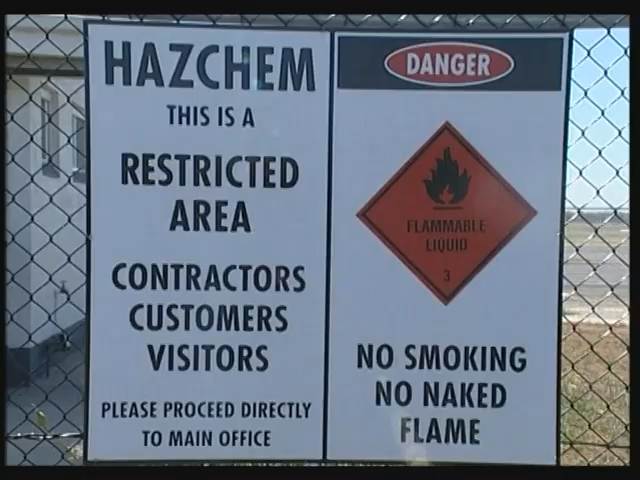 HAZCHEM
THIS IS A
RESTRICTED
AREA
CONTRACTORS
CUSTOMERS
VISITORS
PLEASE PROCEED DIRECTLY
TO MAIN OFFICE
DANGER
FLAMMABLE
LIQUID
3
NO SMOKING
NO NAKED
FLAME